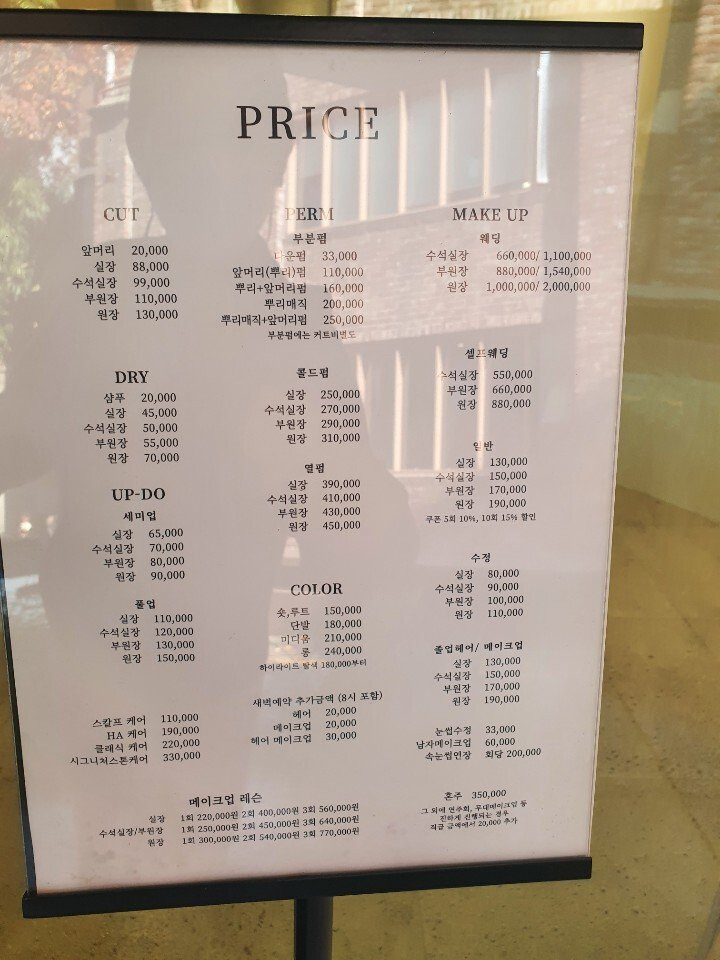 PRICE
CUT
앞머리 20,000
실장 88,000
수석실장 99,000
부원장 110,000
원장 130,000
DRY
샴푸 20,000
실장 45,000
수석실장 50,000
부원장 55,000
원장 70,000
UP-DO
세미업
실장 65,000
수석실장 70,000
부원장 80,000
원장 90,000
풀업
실장 110,000
수석실장 120,000
부원장 130,000
원장 150,000
스칼프 케어 110,000
HA 케어 190,000
클래식 케어 220,000
시그니처스톤케어 330,000
PERM
부분펌
다운펌 33,000
앞머리(뿌리)펌 110,000
뿌리+앞머리펌 160,000
뿌리매직 200,000
뿌리매직+앞머리펌 250,000
부분펌에는 커트비별도
콜드펌
실장 250,000
수석실장 270,000
부원장 290,000
원장 310,000
열펌
실장 390,000
수석실장 410,000
부원장 430,000
원장 450,000
COLOR
숏,루트 150,000
단발 180,000
미디움 210,000
롱 240,000
하이라이트 탈색 180,000부터
새벽예약 추가금액 (8시 포함)
헤어 20,000
메이크업 20,000
헤어 메이크업 30,000
MAKE UP
웨딩
수석실장 660,000/ 1,100,000
부원장 880,000/ 1,540,000
원장 1,000,000/ 2,000,000
셀프웨딩
수석실장 550,000
부원장 660,000
원장 880,000
일반
실장 130,000
수석실장 150,000
부원장 170,000
원장 190,000
쿠폰 5회 10%, 10회 15% 할인
수정
실장 80,000
수석실장 90,000
부원장 100,000
원장 110,000
졸업헤어/ 메이크업
실장 130,000
수석실장 150,000
부원장 170,000
원장 190,000
눈썹수정 33,000
남자메이크업 60,000
속눈썹연장 회당 200,000
메이크업 레슨
실장 1회 220,000원 2회 400,000원 3회 560,000원
수석실장/부원장 1회 250,000원 2회 450,000원 3회 640,000원
원장 1회 300,000원 2회 540,000원 3회 770,000원
혼주 350,000
그 외에 연주회, 무대메이크업 등
진하게 진행되는 경우
직급 금액에서 20,000 추가